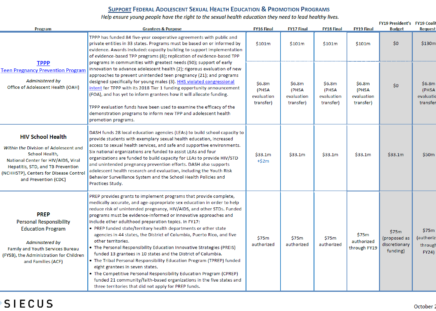 SUPPORT FEDERAL ADOLESCENT SEXUAL HEALTH EDUCATION & PROMOTION PROGRAMS
Help ensure young people have the right to the sexual health education they need to lead healthy lives.
Program
Grantees & Purpose
FY16 Final
FY17 Final
FY18 Final
FY19 Final
FY19 President's
Budget
Request
TPPP
Teen Pregnancy Prevention Program
Administered by
Office of Adolescent Health (OAH)
TPPP has funded 84 five-year cooperative agreements with public and
private entities in 33 states. Programs must be based on or informed by
evidence. Awards included: capacity building to support implementation
of evidence-based TPP programs (8); replication of evidence-based TPP
programs in communities with greatest needs (50); support of early
innovation to advance adolescent health (2); rigorous evaluation of new
approaches to prevent unintended teen pregnancy (21); and programs
designed specifically for young males (3).
intent for TPPP with its 2018 Tier 1 funding opportunity announcement
(FOA), and has yet to inform grantees how it will allocate funding.
TPP evaluation funds have been used to examine the efficacy of the
demonstration programs to inform new TPP and adolescent health
promotion programs.
$101m
$101m
$101m
$101m
$0
$6.8m
(PHSA
evaluation
transfer)
$6.8m
(PHSA
evaluation
transfer)
$6.8m
(PHSA
evaluation
transfer)
$6.8m
(PHSA
evaluation
transfer)
$0
$6.8m
(PHSA
evaluation
transfer)
HIV School Health
Within the Division of Adolescent and
School Health,
National Center for HIV/AIDS, Viral
Hepatitis, STD, and TB Prevention
(NCHHSTP), Centers for Disease Control
and Prevention (CDC)
DASH funds 28 local education agencies (LEAs) to build school capacity to
provide students with exemplary sexual health education, increased
access to sexual health services, and safe and supportive environments.
Six national organizations are funded to assist LEAs and four
organizations are funded to build capacity for LEAs to provide HIV/STD
and unintended pregnancy prevention efforts. DASH also supports
adolescent health research and evaluation, including the Youth Risk
Behavior Surveillance System and the School Health Policies and
Practices Study.
$33.1m
$33.1m
$33.1m
$33.1m
$33.1m
PREP
Personal Responsibility
Education Program
Administered by
Family and Youth Services Bureau
(FYSB), the Administration for Children
and Families (ACF)
PREP provides grants to implement programs that provide complete,
medically accurate, and age-appropriate sex education in order to help
reduce risk of unintended pregnancy, HIV/AIDS, and other STDs. Funded
programs must be evidence-informed or innovative approaches and
include other adulthood preparation topics. In FY17:
• PREP funded state/territory health departments or other state
agencies in 44 states, the District of Columbia, Puerto Rico, and five
other territories.
• The Personal Responsibility Education Innovative Strategies (PREIS)
funded 13 grantees in 10 states and the District of Columbia.
• The Tribal Personal Responsibility Education Program (TPREP) funded
eight grantees in seven states.
• The Competitive Personal Responsibility Education Program (CPREP)
funded 21 community/faith-based organizations in the five states and
three territories that did not apply for PREP funds.
$75m
authorized
$75m
authorized
$75m
authorized
$75m
authorized
through FY19
$75m
(proposed as
discretionary
funding)
$75m
SIECUS
October